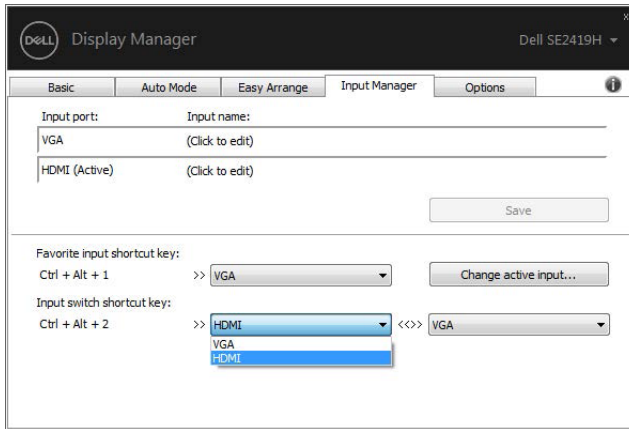 DELL Display Manager Dell SE2419H
x
Basic Auto Mode Easy Arrange Input Manager Options i
Input port: Input name:
VGA (Click to edit)
HDMI (Active) (Click to edit)
Save
Favorite input shortcut key:
Ctrl + Alt + 1 >> VGA Change active input...
Input switch shortcut key:
Ctrl + Alt + 2 >> HDMI <<>> VGA
VGA
HDMI